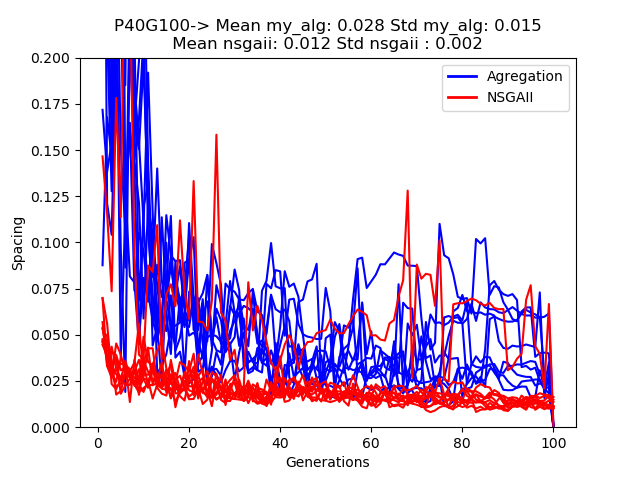 P40G100-> Mean my_alg: 0.028 Std my_alg: 0.015
Mean nsgaii: 0.012 Std nsgaii : 0.002
Agregation
NSGAII
Spacing
0.200
0.175
0.150
0.125
0.100
0.075
0.050
0.025
0.000
0 20 40 60 80 100
Generations